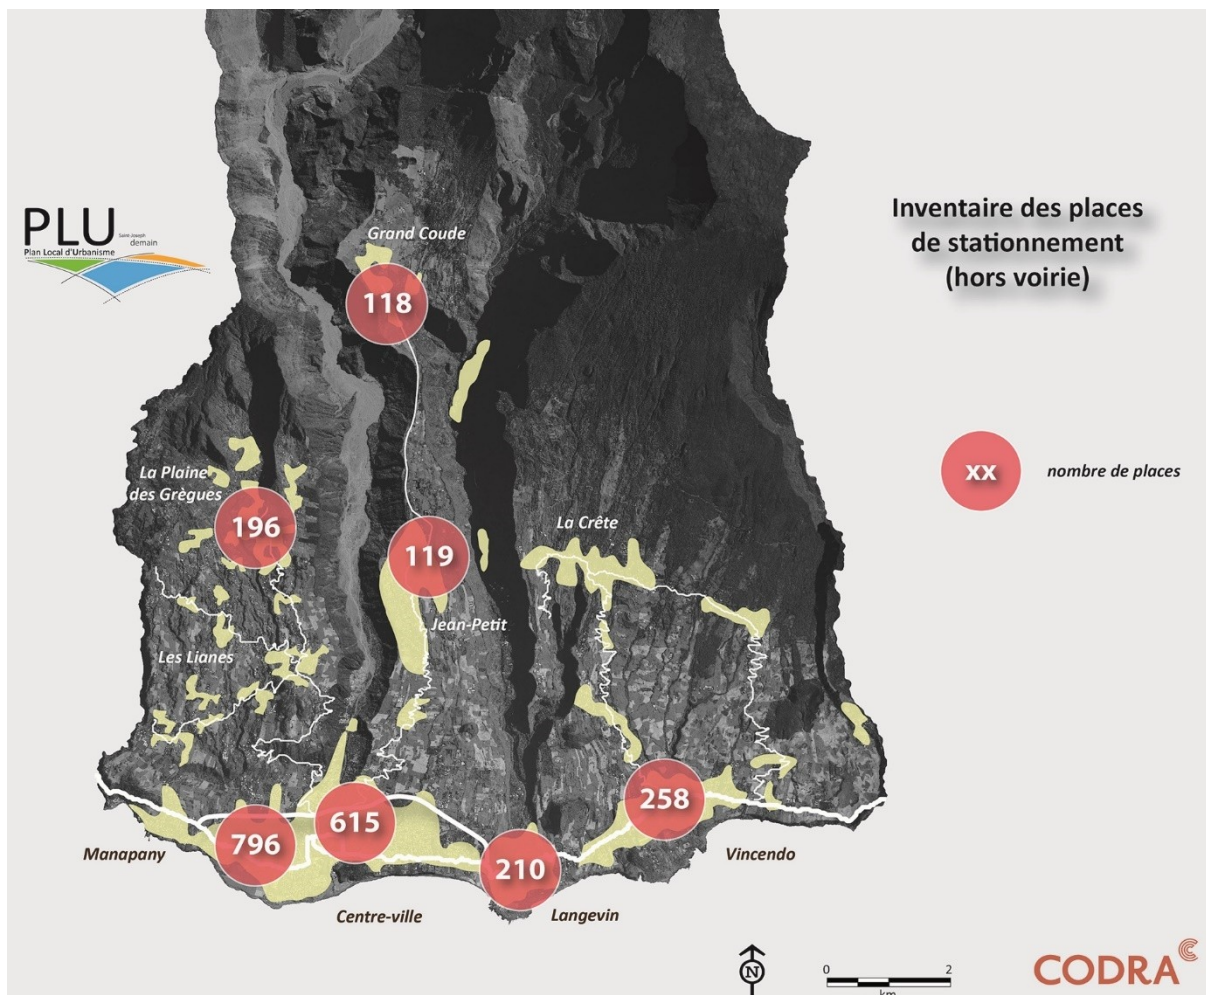 PLU
Saint-Joseph
demain
Plan Local d'Urbanisme
Inventaire des places
de stationnement
(hors voirie)
Grand Coude
118
xx
nombre de places
La Plaine
des Grègues
196
La Crête
119
Jean-Petit
Les Lianes
258
615
796
210
Manapany
Vincendo
Centre-ville
Langevin
N
0 2
km
CODRA